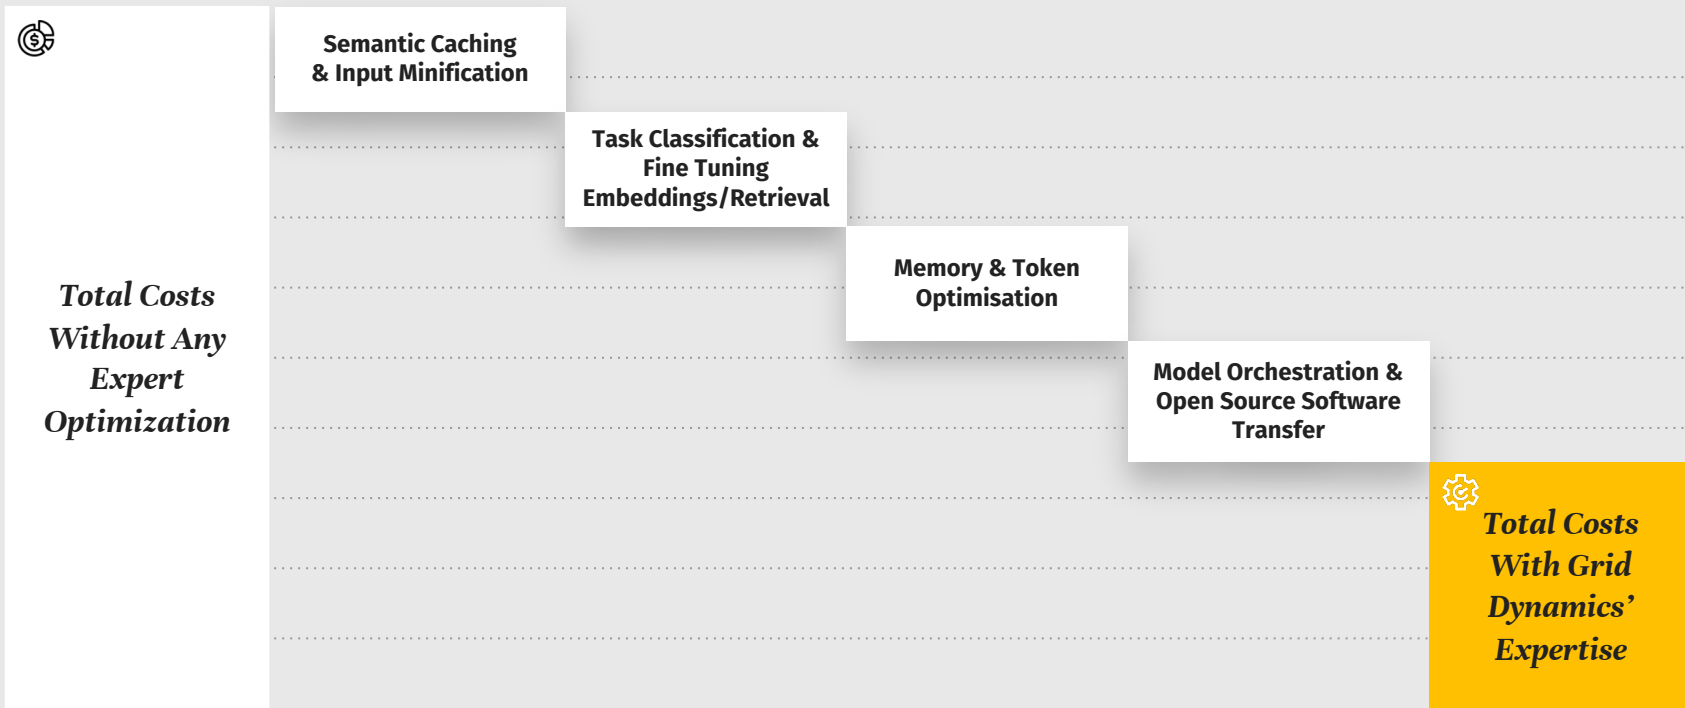 Semantic Caching
& Input Minification
Task Classification &
Fine Tuning
Embeddings/Retrieval
Memory & Token
Optimisation
Total Costs
Without Any
Expert
Optimization
Model Orchestration &
Open Source Software
Transfer
Total Costs
With Grid
Dynamics’
Expertise